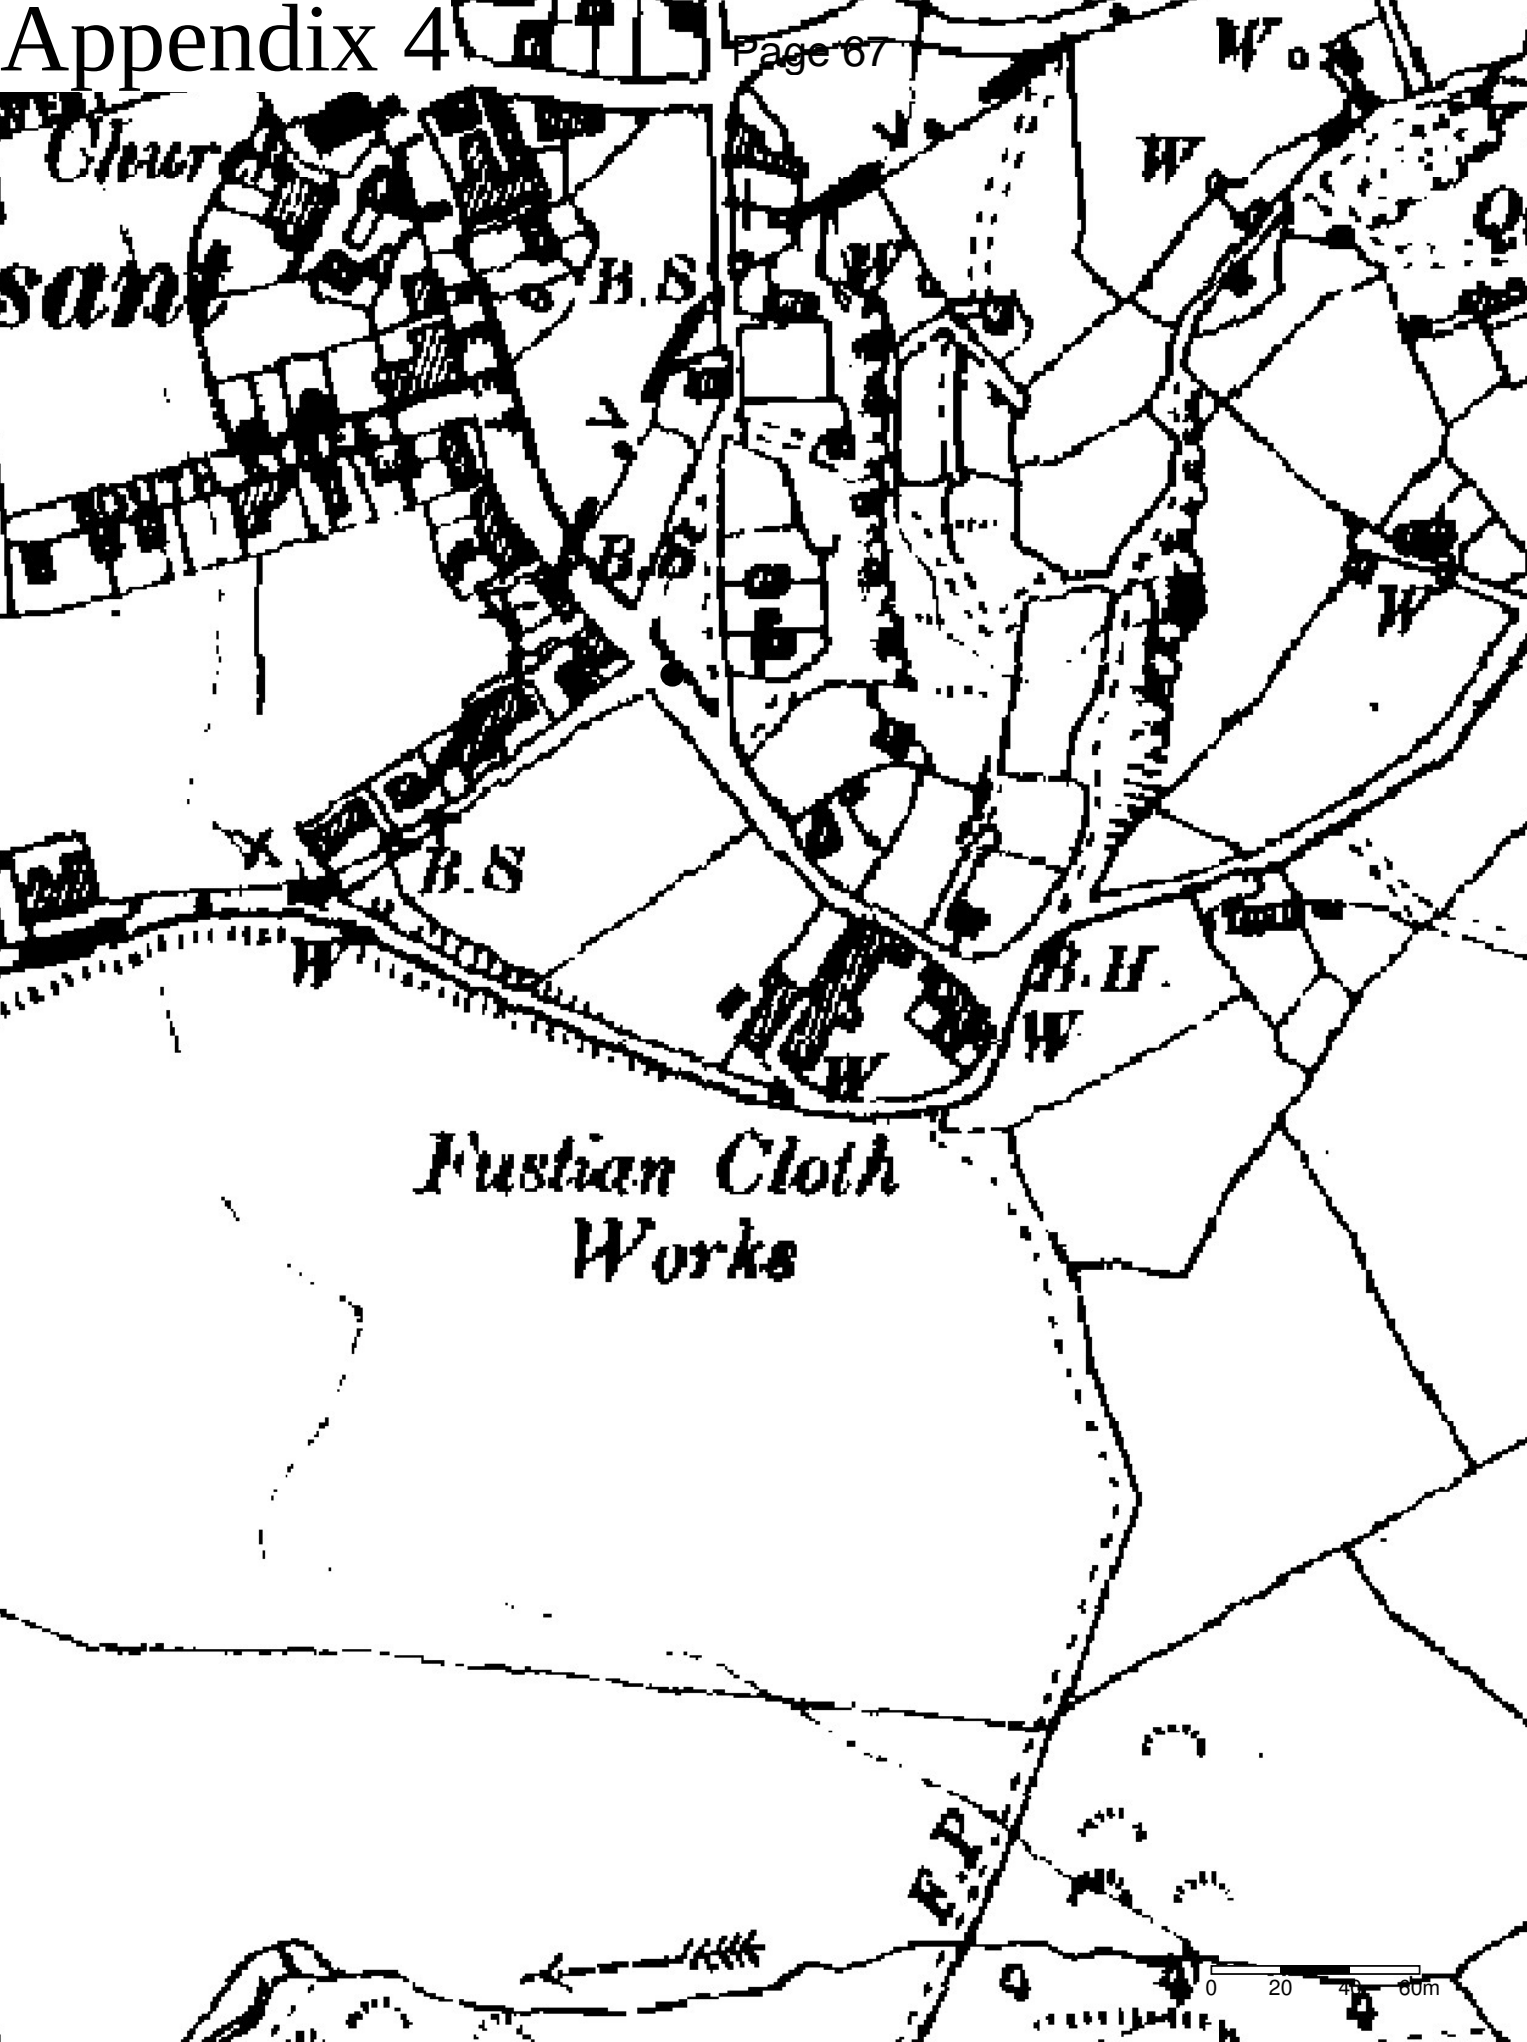 Appendix 4
Page 67
W
Church
W
Q
sant
B.S
W
B.S
W
B.S
W
B.H.
W
W
Fustian Cloth
Works
F.P.
0 20 40 60m